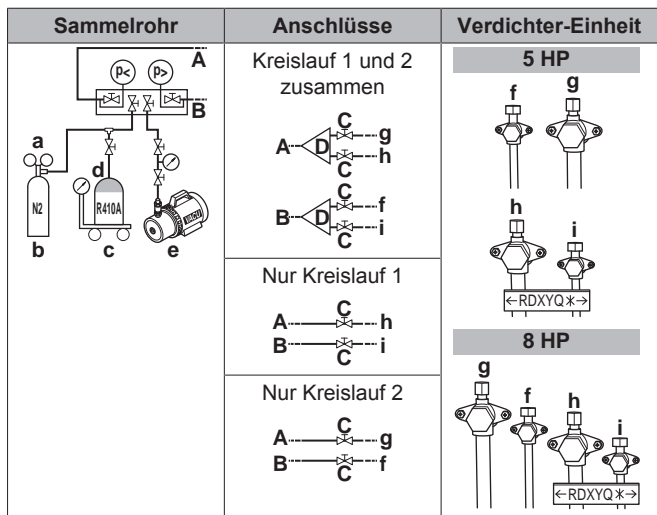 Sammelrohr
Anschlüsse
Verdichter-Einheit
p<
p>
A
B
a
N2
b
d
R410A
c
e
Kreislauf 1 und 2
zusammen
A D C g
C h
B D C f
C i
Nur Kreislauf 1
A C h
B C i
Nur Kreislauf 2
A C g
B C f
5 HP
f g
h i
←RDXYQ*→
8 HP
g f h i
←RDXYQ*→